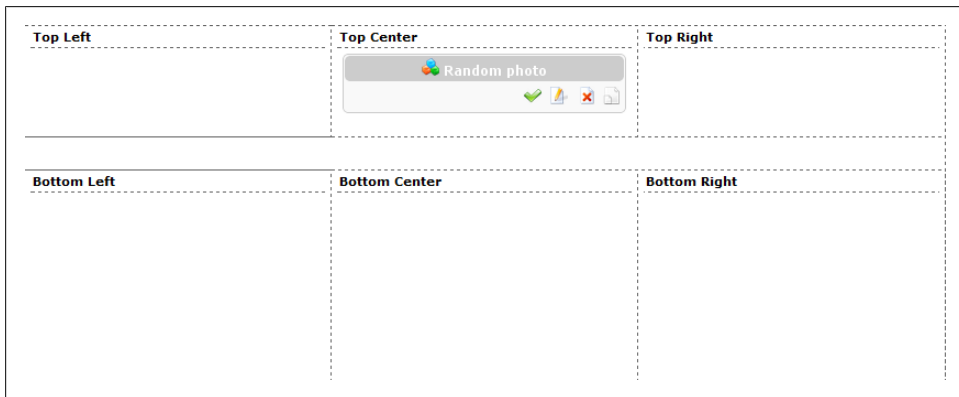 Top Left
Top Center
Top Right
Random photo
Bottom Left
Bottom Center
Bottom Right